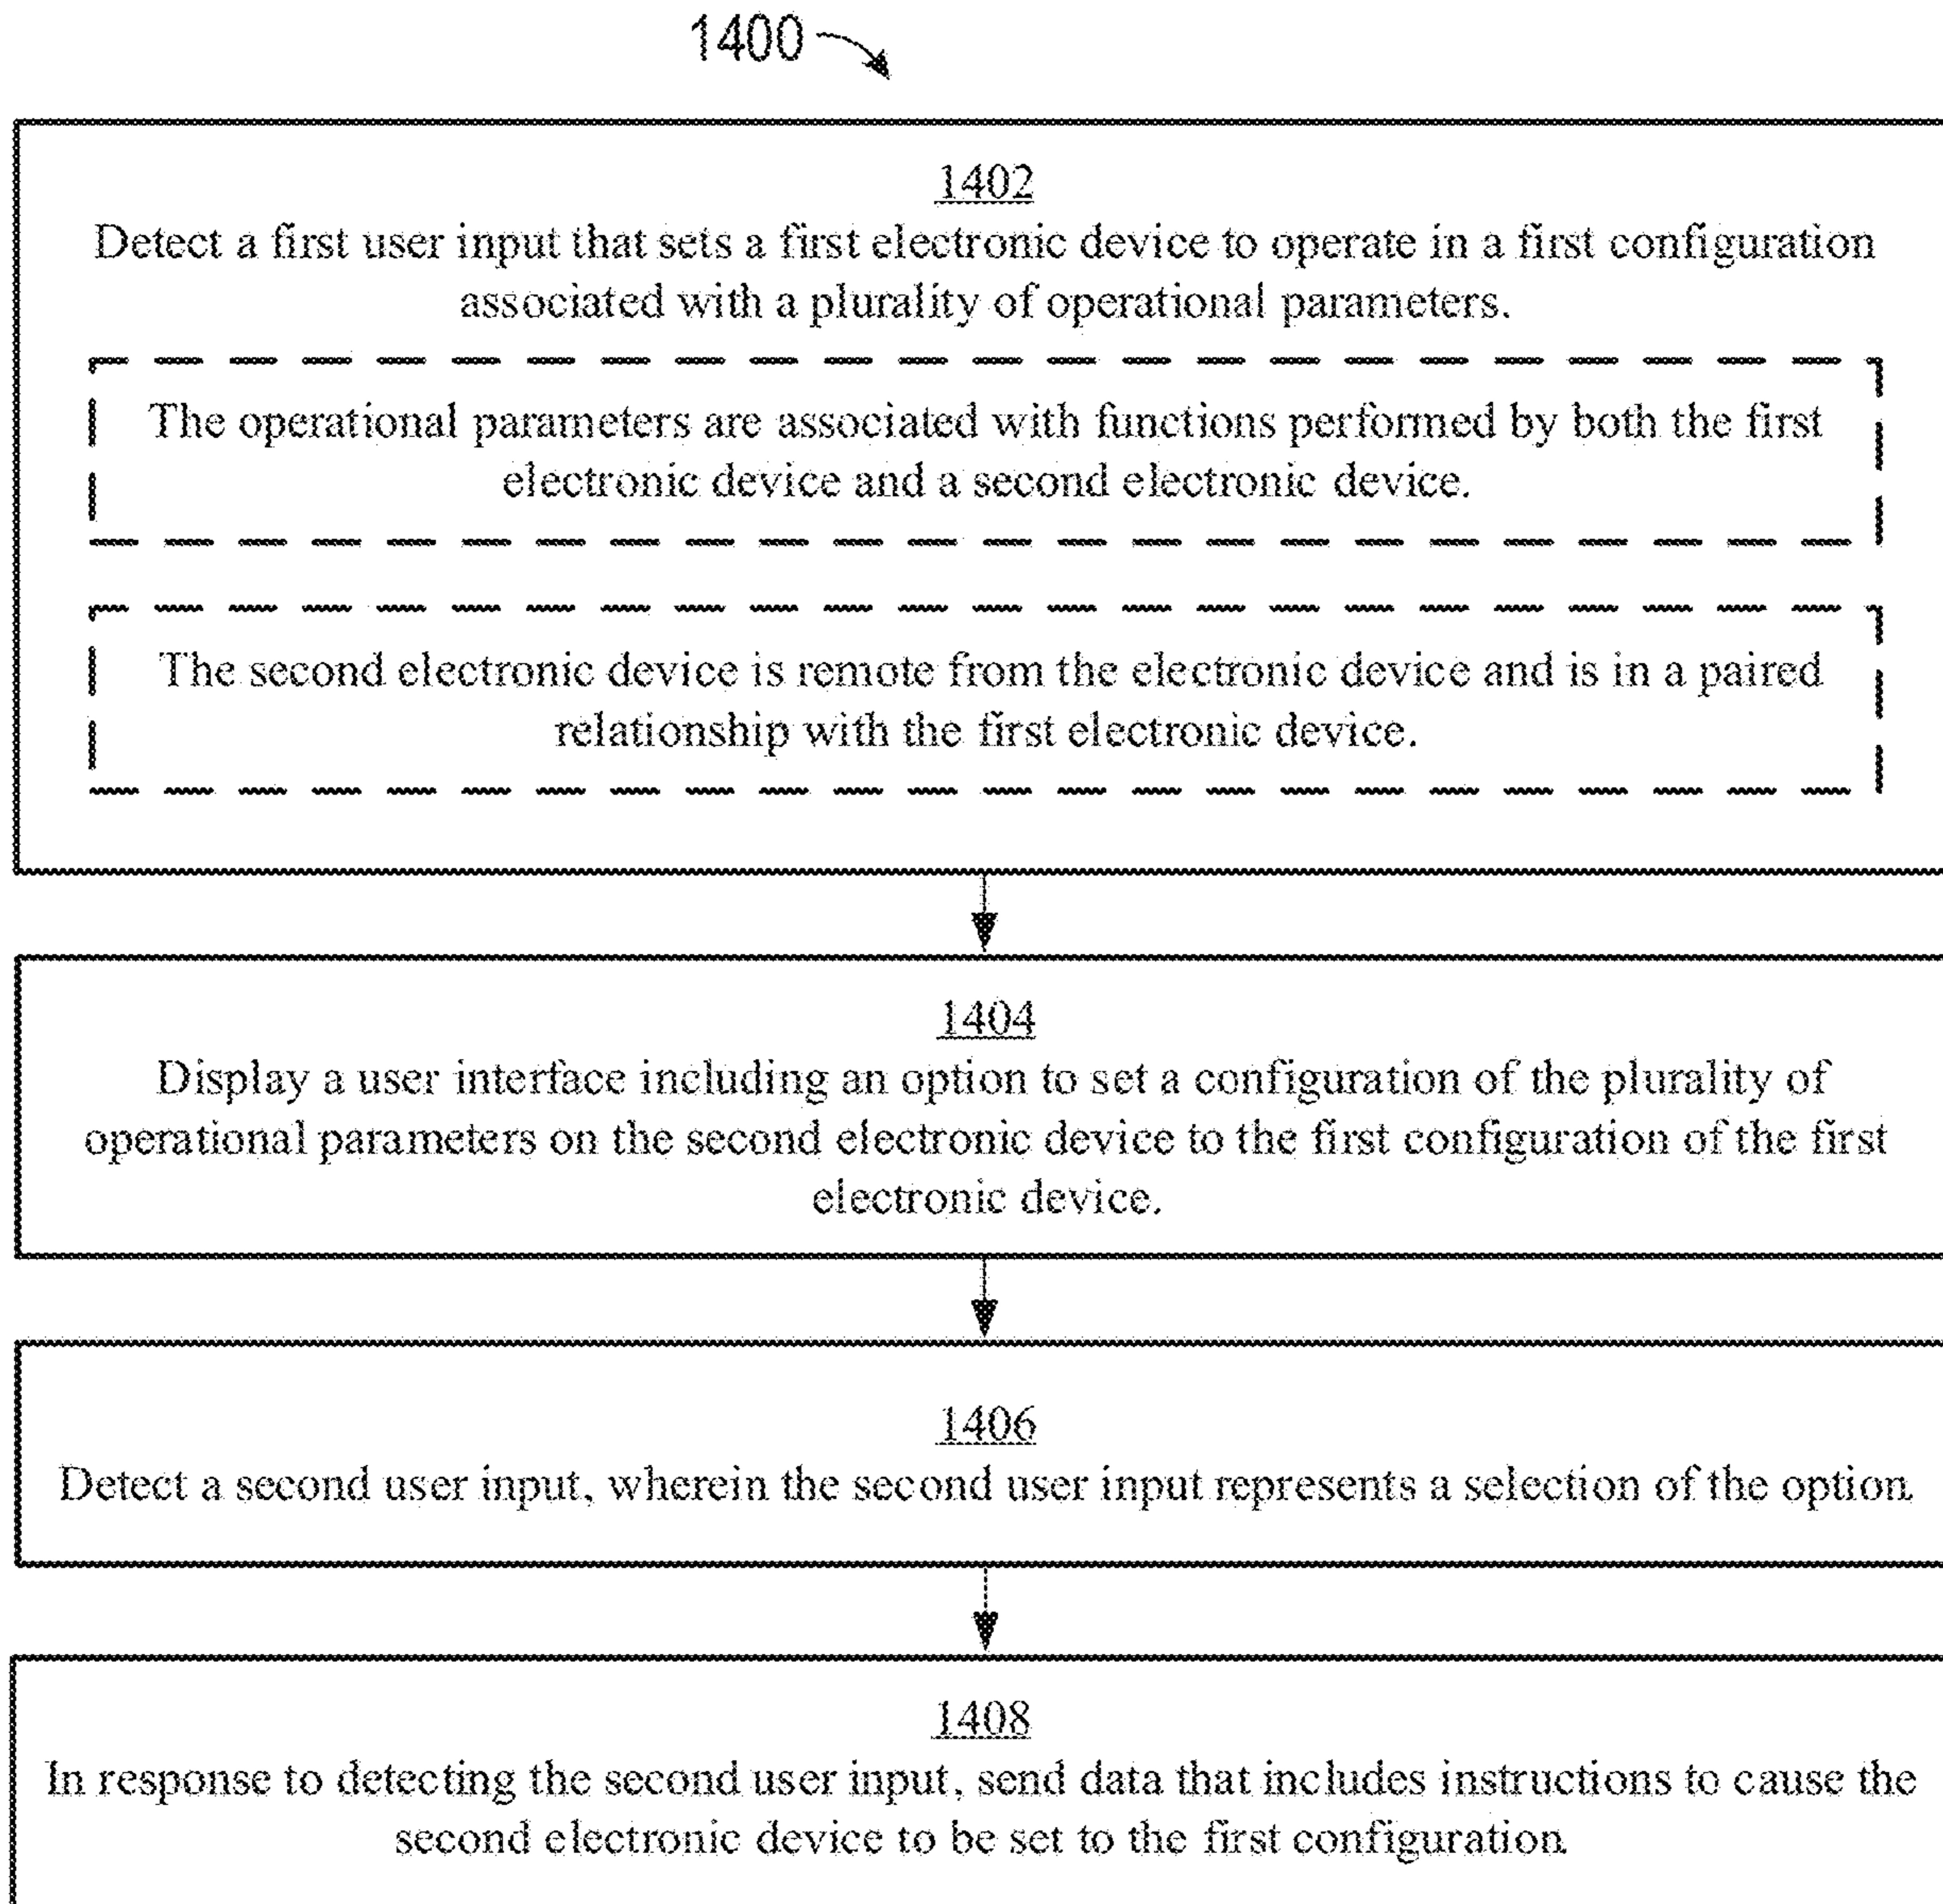 1400
1402
Detect a first user input that sets a first electronic device to operate in a first configuration
associated with a plurality of operational parameters.
The operational parameters are associated with functions performed by both the first
electronic device and a second electronic device.
The second electronic device is remote from the electronic device and is in a paired
relationship with the first electronic device.
1404
Display a user interface including an option to set a configuration of the plurality of
operational parameters on the second electronic device to the first configuration of the first
electronic device.
1406
Detect a second user input, wherein the second user input represents a selection of the option.
1408
In response to detecting the second user input, send data that includes instructions to cause the
second electronic device to be set to the first configuration.